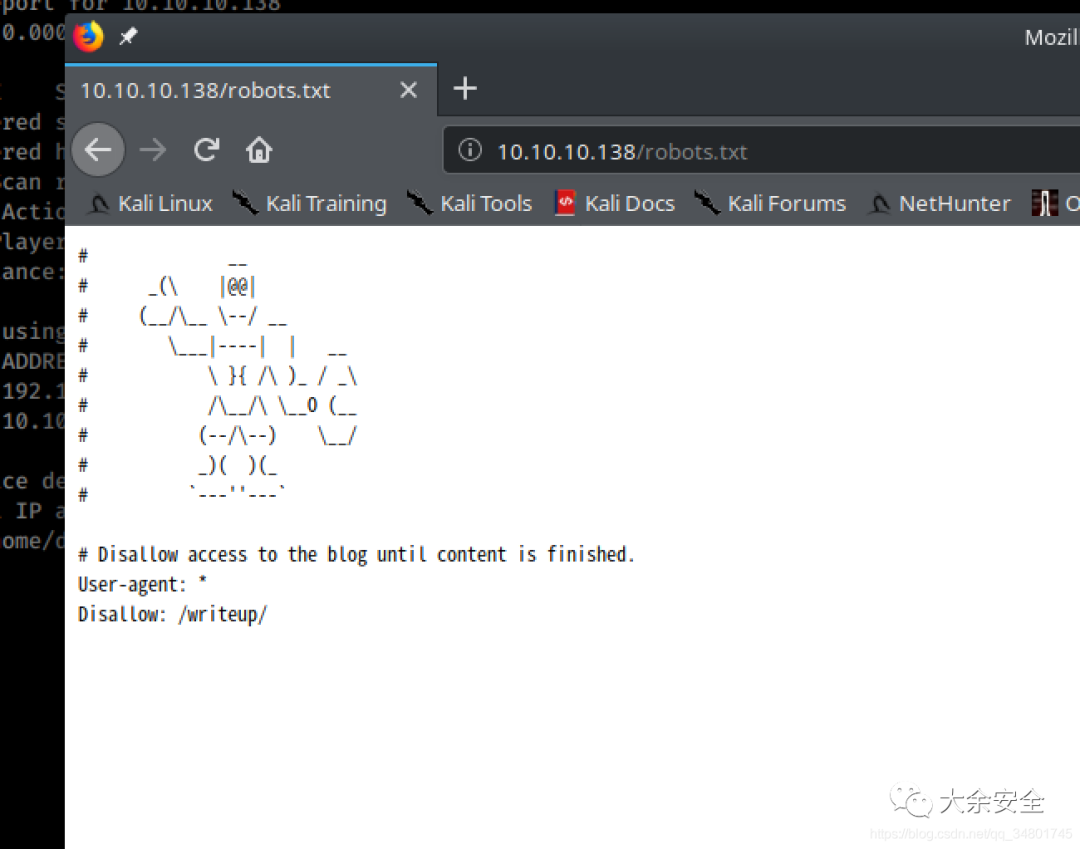 port for 10.10.10.138
0.000
Mozil
10.10.10.138/robots.txt
10.10.10.138/robots.txt
Kali Linux Kali Training Kali Tools Kali Docs Kali Forums NetHunter O
S
red s
red h
scan r
Actio
Player
ance:
using
ADDRE
192.1
10.10
ce de
IP a
ome/d
#               __
#      _(\    |@@|
#     (__/\__ \--/ __
#        \___|----|  |   __
#            \ }{ /\ )_ / _\
#            /\__/\ \__O (__
#           (--/\--)    \__/
#           _)(  )(_
#          `---''---`
# Disallow access to the blog until content is finished.
User-agent: *
Disallow: /writeup/
大余安全
https://blog.csdn.net/qq_34801745